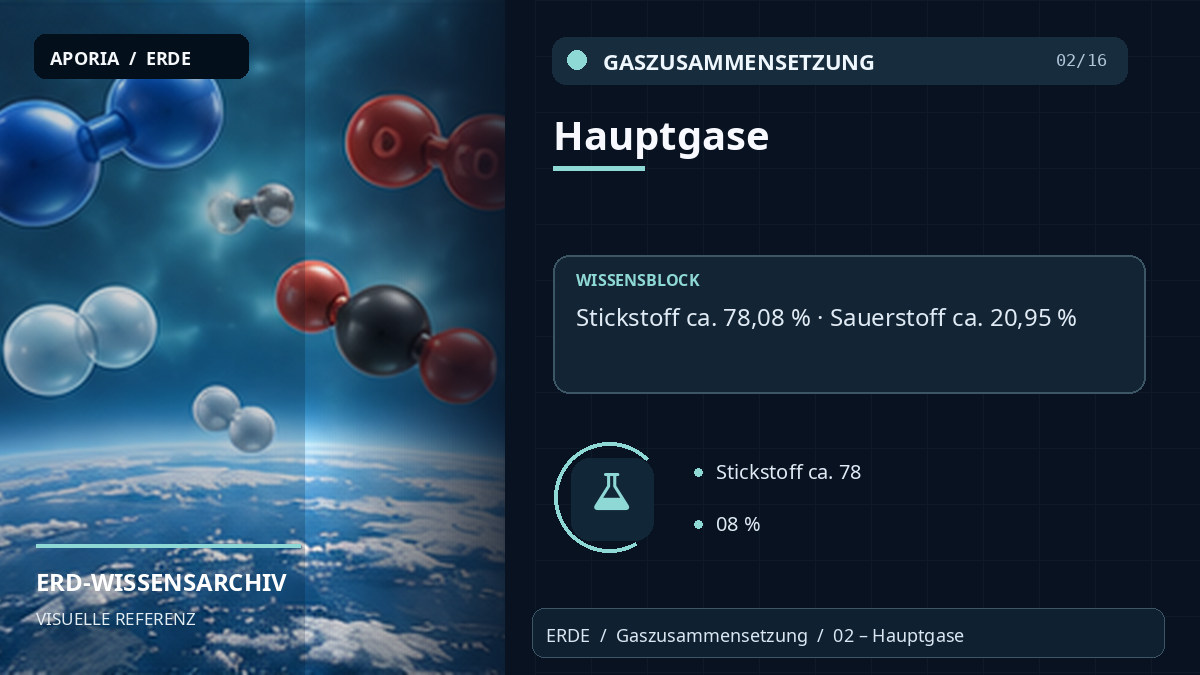 APORIA / ERDE
ERD-WISSENSARCHIV
VISUELLE REFERENZ
GASZUSAMMENSETZUNG
02/16
Hauptgase
WISSENSBLOCK
Stickstoff ca. 78,08 % · Sauerstoff ca. 20,95 %
Stickstoff ca. 78
08 %
ERDE / Gaszusammensetzung / 02 – Hauptgase